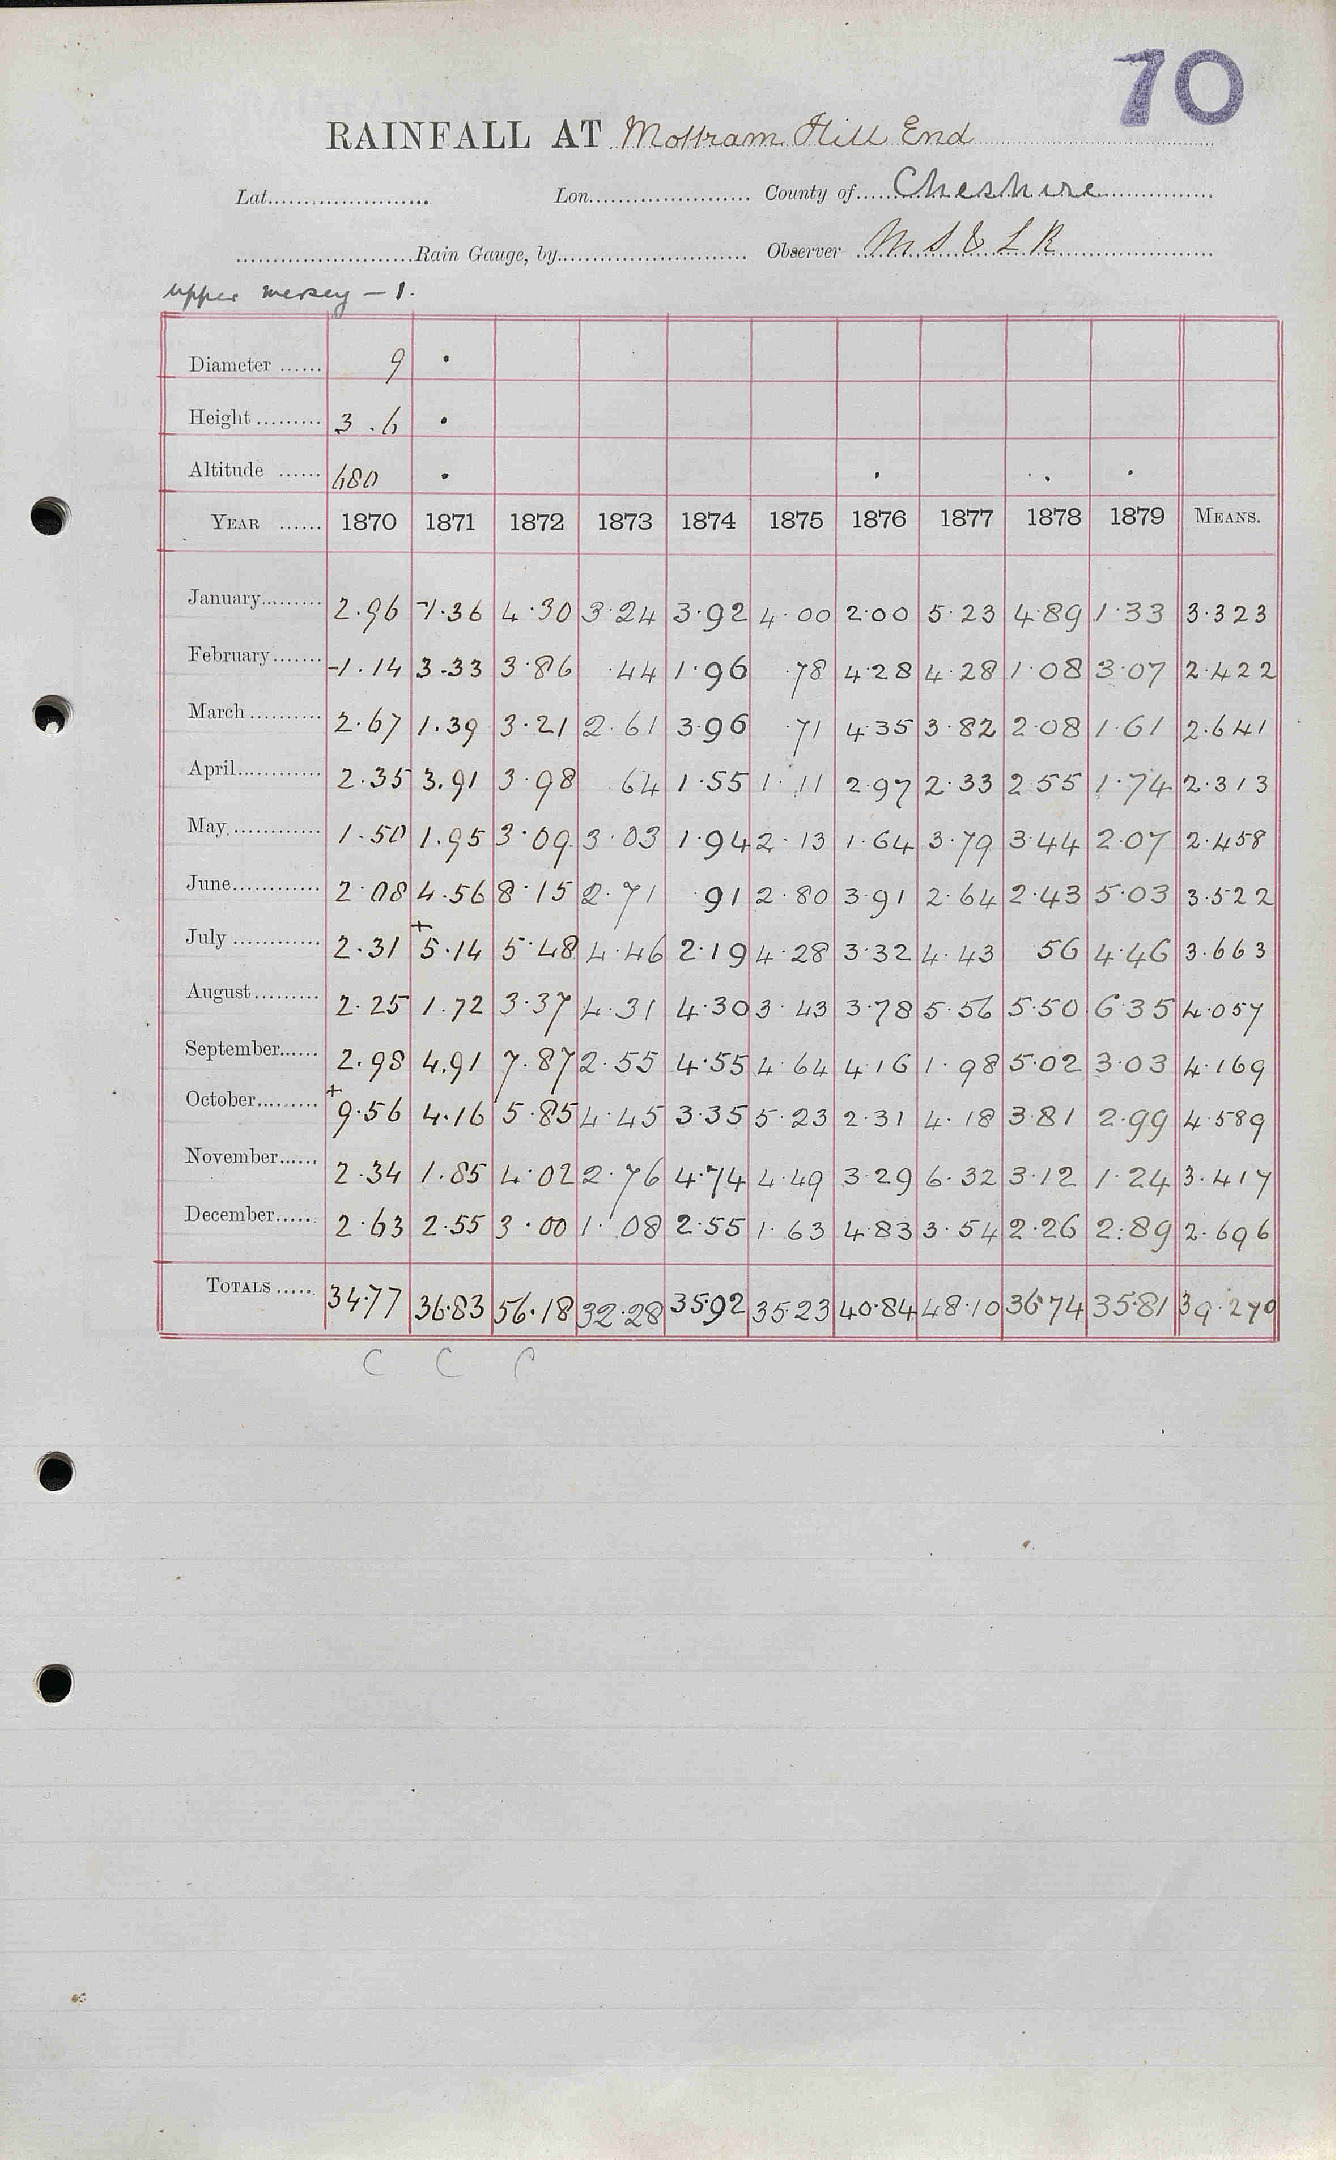 70
RAINFALL AT Mottram Hill End
Lat. Lon. County of Cheshire
Rain Gauge, by Observer M S & L R
Upper Mersey – 1.
Diameter 9 .
Height 3.6 .
Altitude 680 . . . .
YEAR 1870 1871 1872 1873 1874 1875 1876 1877 1878 1879 MEANS.
January 2.96 -1.36 4.30 3.24 3.92 4.00 2.00 5.23 4.89 1.33 3.323
February -1.14 3.33 3.86 .44 1.96 .78 4.28 4.28 1.08 3.07 2.422
March 2.67 1.39 3.21 2.61 3.96 .71 4.35 3.82 2.08 1.61 2.641
April 2.35 3.91 3.98 64 1.55 1.11 2.97 2.33 2.55 1.74 2.313
May 1.50 1.95 3.09 3.03 1.94 2.13 1.64 3.79 3.44 2.07 2.458
June 2.08 4.56 8.15 2.71 91 2.80 3.91 2.64 2.43 5.03 3.522
July 2.31 +5.14 5.48 4.46 2.19 4.28 3.32 4.43 56 4.46 3.663
August 2.25 1.72 3.37 4.31 4.30 3.43 3.78 5.56 5.50 6.35 4.057
September 2.98 4.91 7.87 2.55 4.55 4.64 4.16 1.98 5.02 3.03 4.169
October +9.56 4.16 5.85 4.45 3.35 5.23 2.31 4.18 3.81 2.99 4.589
November 2.34 1.85 4.02 2.76 4.74 4.49 3.29 6.32 3.12 1.24 3.417
December 2.63 2.55 3.00 1.08 2.55 1.63 4.83 3.54 2.26 2.89 2.696
TOTALS 34.77 36.83 56.18 32.28 35.92 35.23 40.84 48.10 36.74 35.81 39.270
C C C